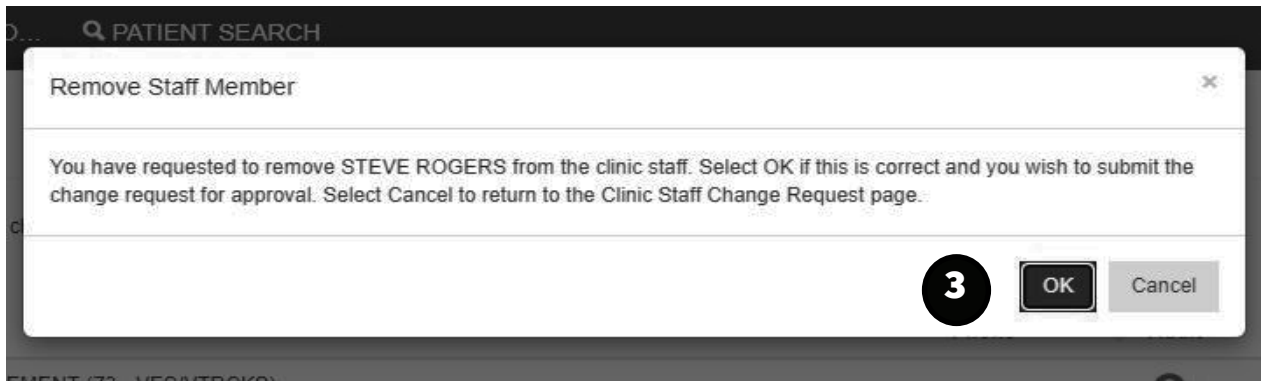 PATIENT SEARCH
Remove Staff Member ×
You have requested to remove STEVE ROGERS from the clinic staff. Select OK if this is correct and you wish to submit the
change request for approval. Select Cancel to return to the Clinic Staff Change Request page.
3 OK Cancel